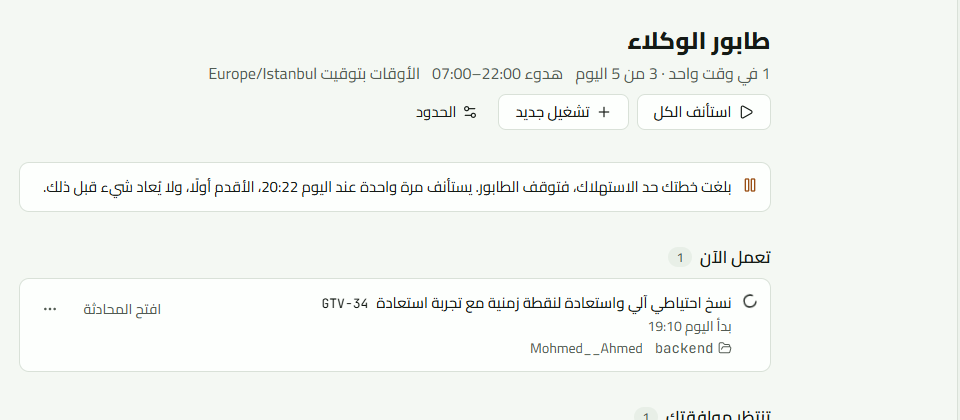 طابور الوكلاء
1 في وقت واحد · 3 من 5 اليوم هدوء 22:00–07:00 الأوقات بتوقيت Europe/Istanbul
استأنف الكل
تشغيل جديد
الحدود
بلغت خطتك حد الاستهلاك، فتوقف الطابور. يستأنف مرة واحدة عند اليوم 20:22، الأقدم أولًا، ولا يُعاد شيء قبل ذلك.
تعمل الآن 1
نسخ احتياطي آلي واستعادة لنقطة زمنية مع تجربة استعادة GTV-34
افتح المحادثة
بدأ اليوم 19:10
backend Mohmed__Ahmed
تنتظر موافقتك 1